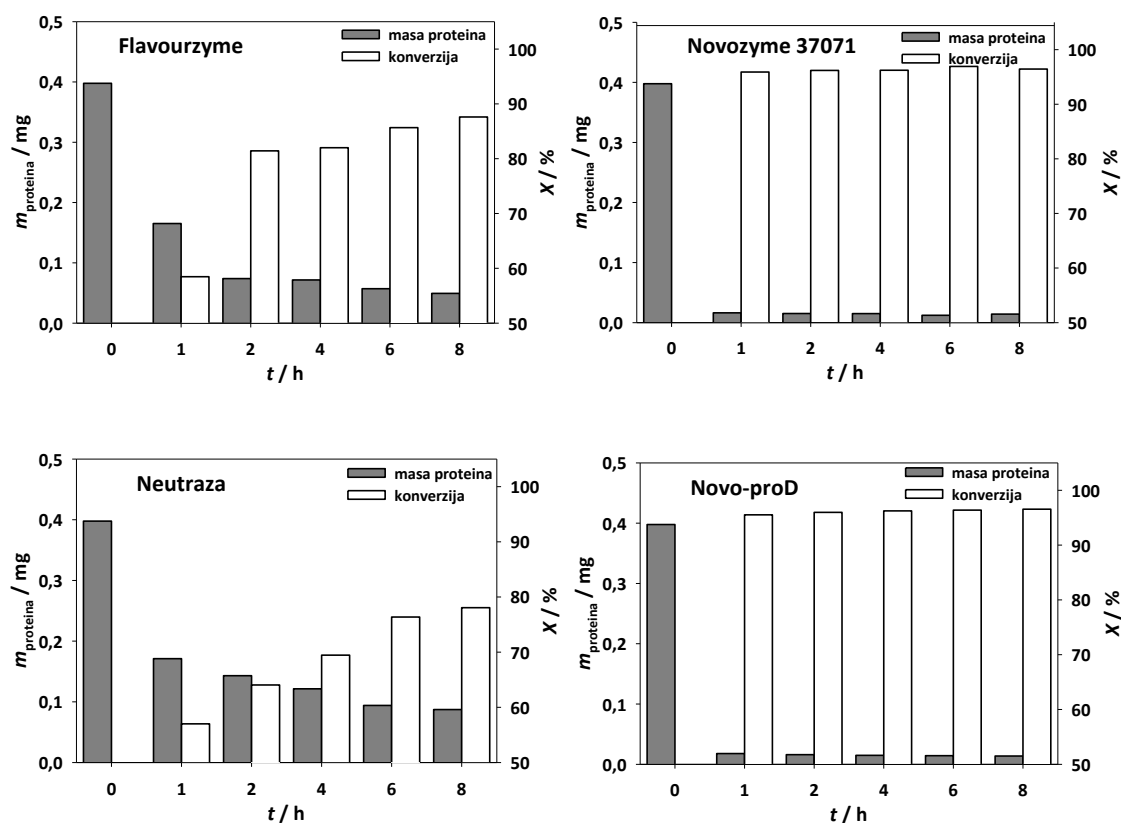 Flavourzyme
masa proteina
konverzija
m proteina / mg
0,5
0,4
0,3
0,2
0,1
0,0
100
90
80
70
60
50
X / %
0 1 2 4 6 8
t / h
Novozyme 37071
masa proteina
konverzija
m proteina / mg
0,5
0,4
0,3
0,2
0,1
0,0
100
90
80
70
60
50
X / %
0 1 2 4 6 8
t / h
Neutraza
masa proteina
konverzija
m proteina / mg
0,5
0,4
0,3
0,2
0,1
0,0
100
90
80
70
60
50
X / %
0 1 2 4 6 8
t / h
Novo-proD
masa proteina
konverzija
m proteina / mg
0,5
0,4
0,3
0,2
0,1
0,0
100
90
80
70
60
50
X / %
0 1 2 4 6 8
t / h